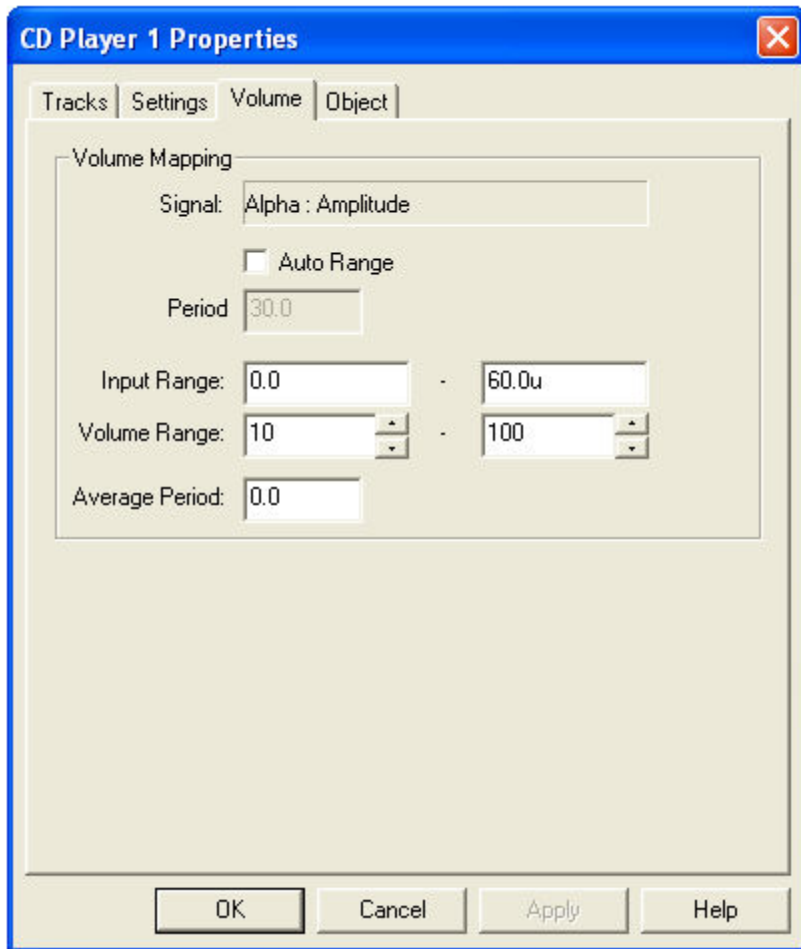 CD Player 1 Properties
Tracks Settings Volume Object
Volume Mapping
Signal: Alpha : Amplitude
Auto Range
Period 30.0
Input Range: 0.0 - 60.0u
Volume Range: 10 - 100
Average Period: 0.0
OK Cancel Apply Help